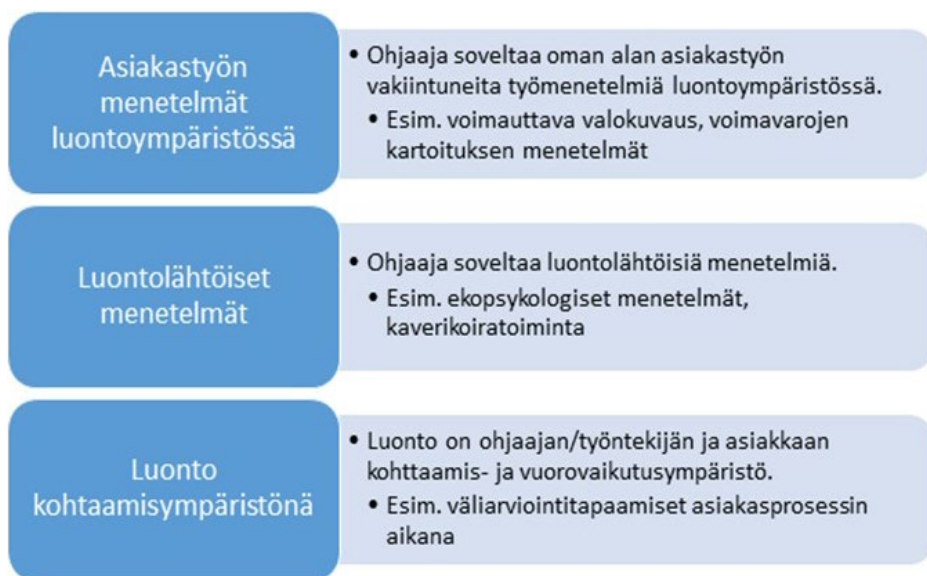 Asiakastyön
menetelmät
luontoympäristössä
• Ohjaaja soveltaa oman alan asiakastyön
vakiintuneita työmenetelmiä luontoympäristössä.
• Esim. voimauttava valokuvaus, voimavarojen
kartoituksen menetelmät
Luontolähtöiset
menetelmät
• Ohjaaja soveltaa luontolähtöisiä menetelmiä.
• Esim. ekopsykologiset menetelmät,
kaverikoiratoiminta
Luonto
kohtaamisympäristönä
• Luonto on ohjaajan/työntekijän ja asiakkaan
kohttaamis- ja vuorovaikutusympäristö.
• Esim. väliarviointitapaamiset asiakasprosessin
aikana